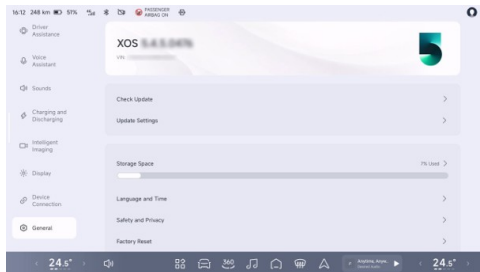 16:12 248 km 51% PASSENGER
AIRBAG ON
Driver
Assistance
Voice
Assistant
Sounds
Charging and
Discharging
Intelligent
Imaging
Display
Device
Connection
General
XOS
VIN
Check Update
Update Settings
Storage Space 7% Used
Language and Time
Safety and Privacy
Factory Reset
24.5° 360 Anytime, Anyw. 24.5°